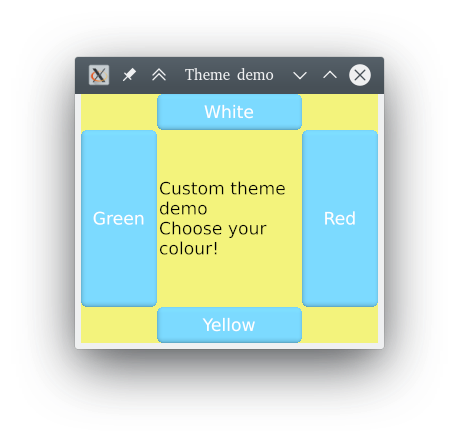 Theme demo
White
Green
Custom theme
demo
Choose your
colour!
Red
Yellow